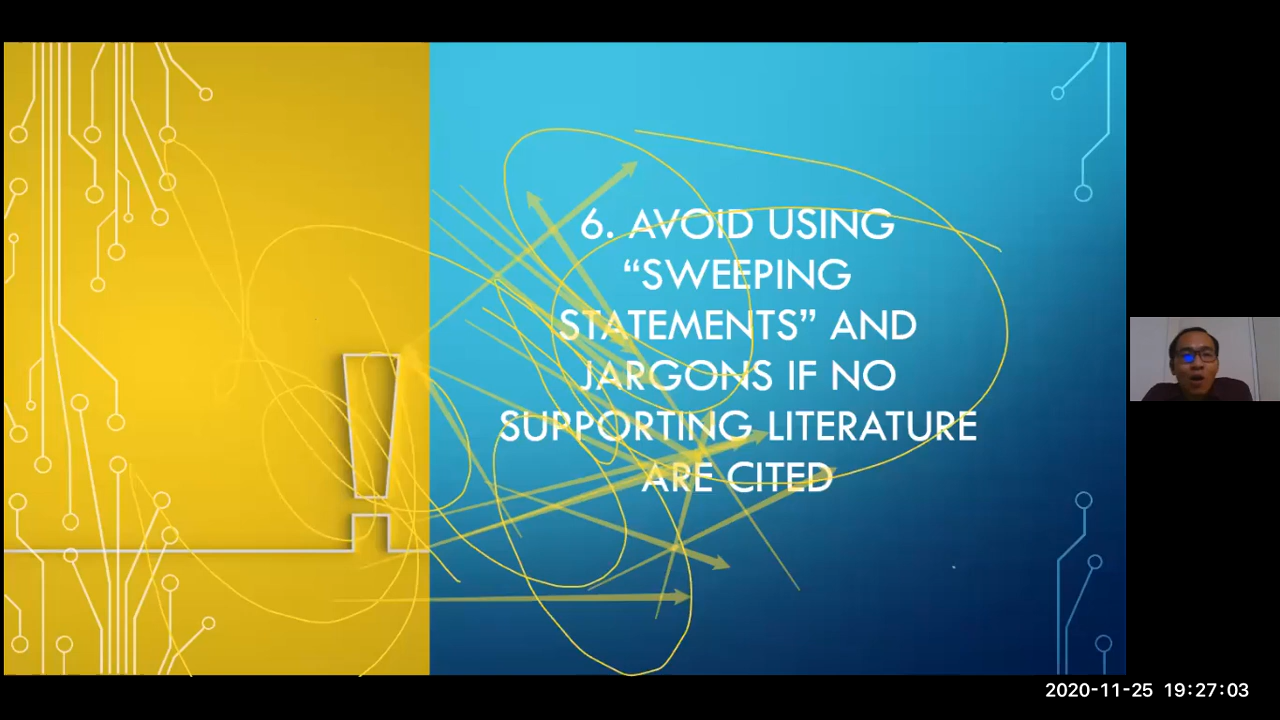 6. AVOID USING
“SWEEPING
STATEMENTS” AND
JARGONS IF NO
SUPPORTING LITERATURE
ARE CITED
2020-11-25 19:27:03